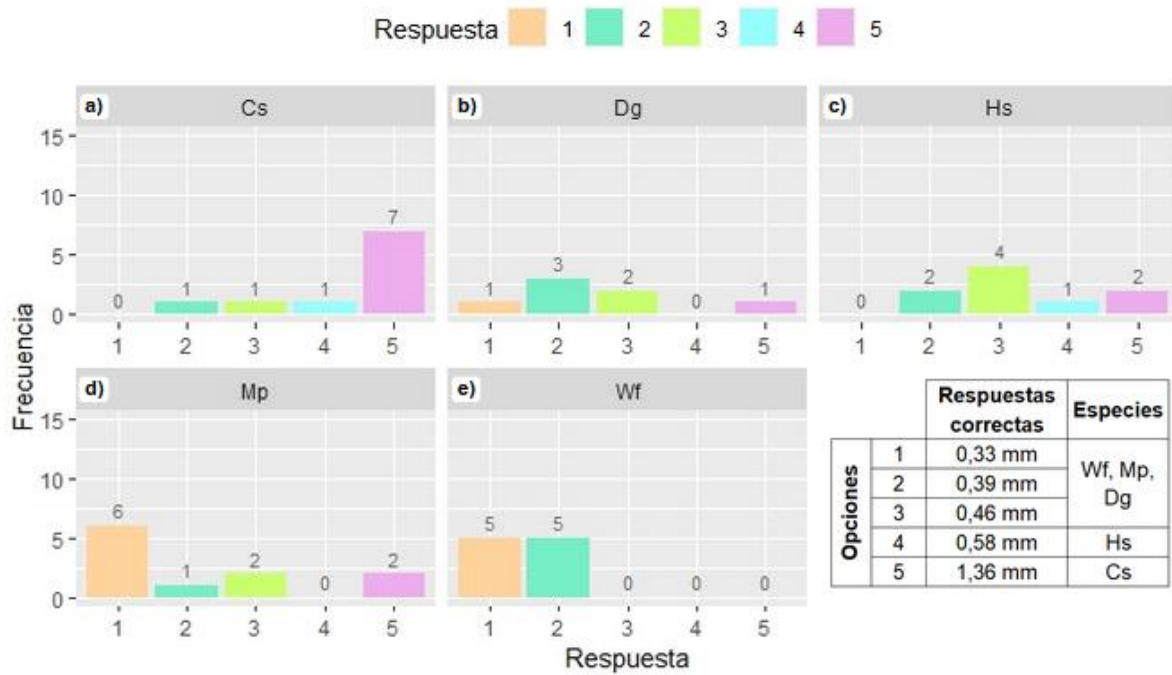 Respuesta 1 2 3 4 5
a) Cs
b) Dg
c) Hs
Frecuencia
15
10
5
0
0 1 1 1 7
1 2 3 4 5
1 3 2 0 1
1 2 3 4 5
0 2 4 1 2
1 2 3 4 5
d) Mp
e) Wf
15
10
5
0
6 1 2 0 2
1 2 3 4 5
5 5 0 0 0
1 2 3 4 5
Respuesta
Respuestas
correctas
Especies
Opciones
1 0,33 mm
2 0,39 mm
3 0,46 mm
Wf, Mp,
Dg
4 0,58 mm Hs
5 1,36 mm Cs